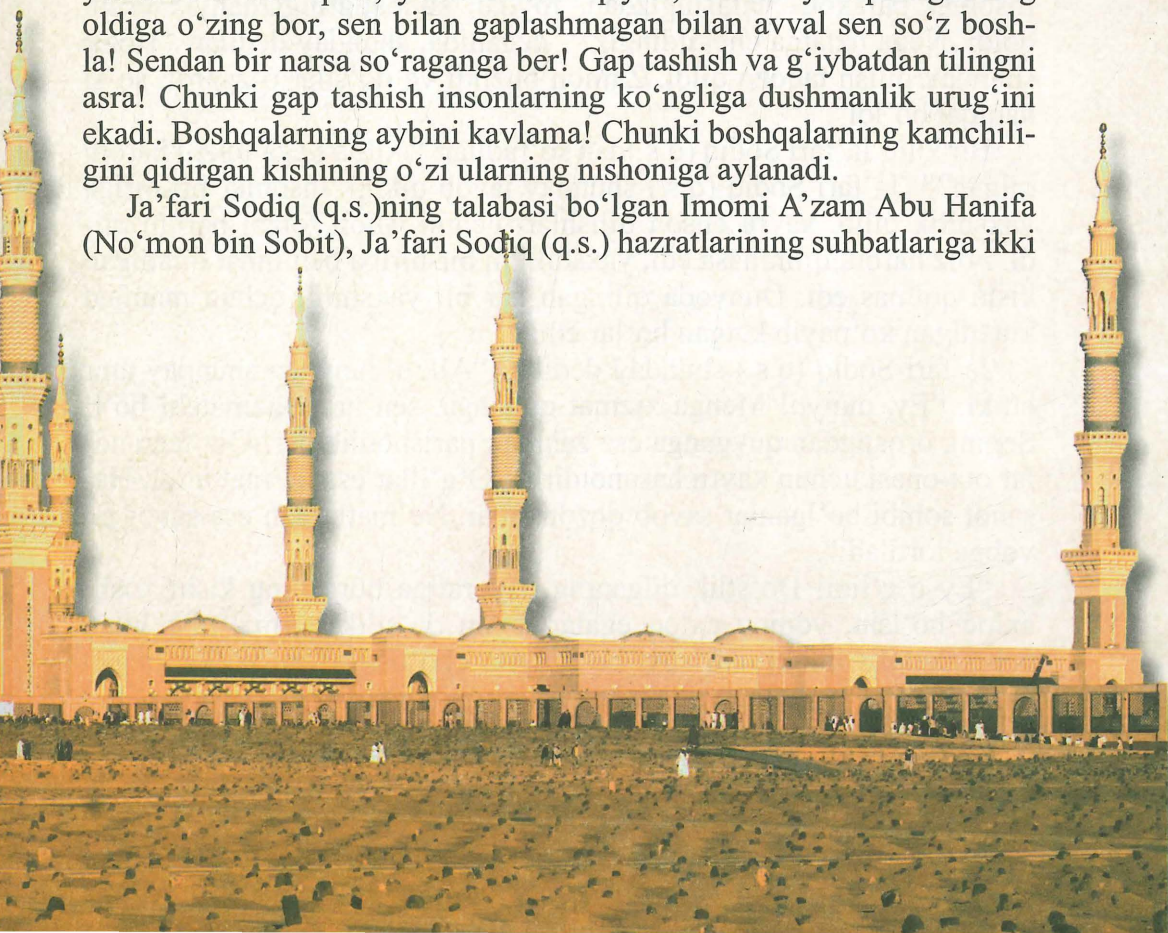 oldiga o‘zing bor, sen bilan gaplashmagan bilan avval sen so‘z bosh-
la! Sendan bir narsa so‘raganga ber! Gap tashish va g‘iybatdan tilingni
asra! Chunki gap tashish insonlarning ko‘ngliga dushmanlik urug‘ini
ekadi. Boshqalarning aybini kavlama! Chunki boshqalarning kamchili-
gini qidirgan kishining o‘zi ularning nishoniga aylanadi.
Ja’fari Sodiq (q.s.)ning talabasi bo‘lgan Imomi A’zam Abu Hanifa
(No‘mon bin Sobit), Ja’fari Sodiq (q.s.) hazratlarining suhbatlariga ikki